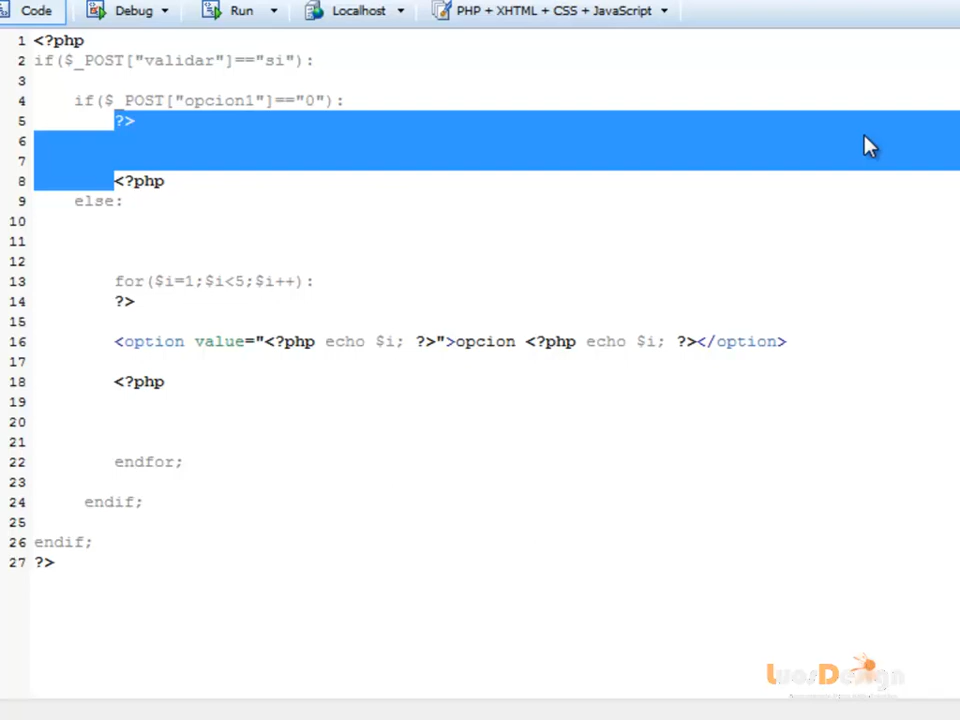 Code Debug Run Localhost PHP + XHTML + CSS + JavaScript
1 <?php
2 if($_POST["validar"]=="si"):
3
4 if($_POST["opcion1"]=="0"):
5 ?>
6
7
8 <?php
9 else:
10
11
12
13 for($i=1;$i<5;$i++):
14 ?>
15
16 <option value="<?php echo $i; ?>">opcion <?php echo $i; ?></option>
17
18 <?php
19
20
21
22 endfor;
23
24 endif;
25
26 endif;
27 ?>
LuosDesign